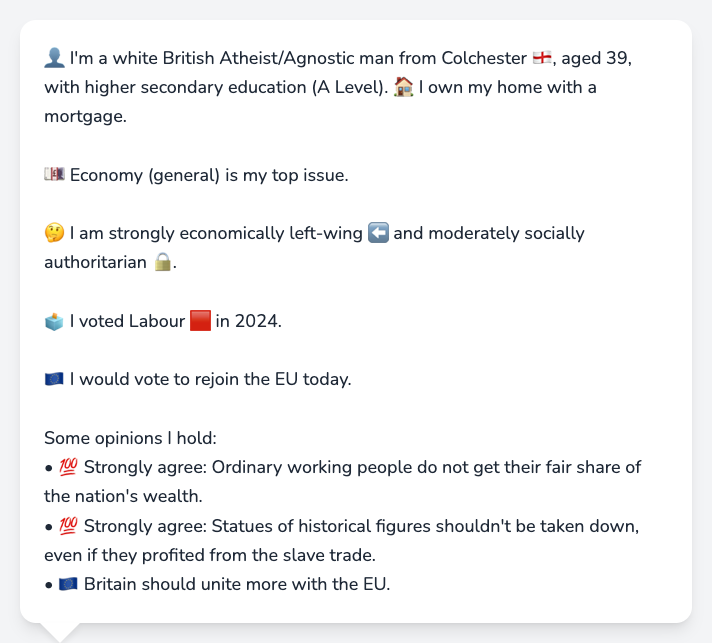 👤 I'm a white British Atheist/Agnostic man from Colchester 🏴󠁧󠁢󠁥󠁮󠁧󠁿, aged 39,
with higher secondary education (A Level). 🏠 I own my home with a
mortgage.
💷 Economy (general) is my top issue.
🤔 I am strongly economically left-wing ⬅️ and moderately socially
authoritarian 🔒.
🗳️ I voted Labour 🟥 in 2024.
🇪🇺 I would vote to rejoin the EU today.
Some opinions I hold:
• 💯 Strongly agree: Ordinary working people do not get their fair share of
the nation's wealth.
• 💯 Strongly agree: Statues of historical figures shouldn't be taken down,
even if they profited from the slave trade.
• 🇪🇺 Britain should unite more with the EU.